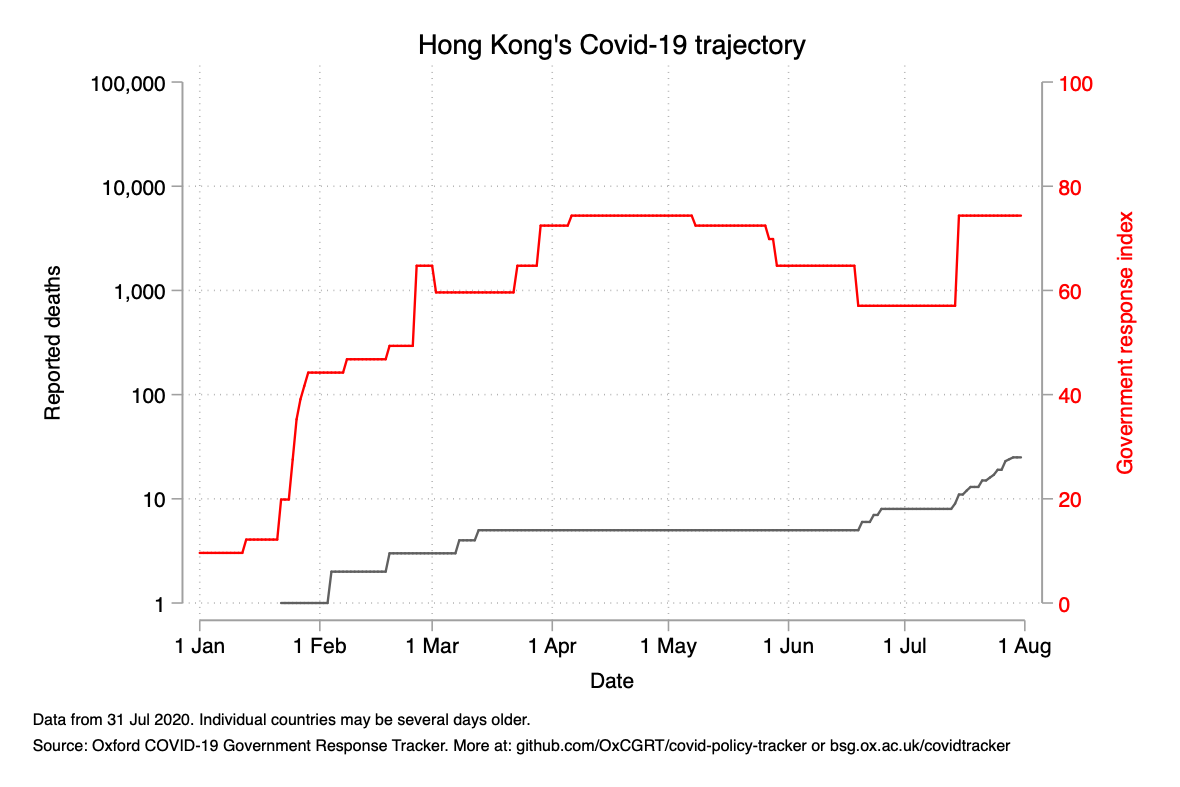 Hong Kong's Covid-19 trajectory
100,000
10,000
1,000
100
10
1
Reported deaths
100
80
60
40
20
0
Government response index
1 Jan 1 Feb 1 Mar 1 Apr 1 May 1 Jun 1 Jul 1 Aug
Date
Data from 31 Jul 2020. Individual countries may be several days older.
Source: Oxford COVID-19 Government Response Tracker. More at: github.com/OxCGRT/covid-policy-tracker or bsg.ox.ac.uk/covidtracker